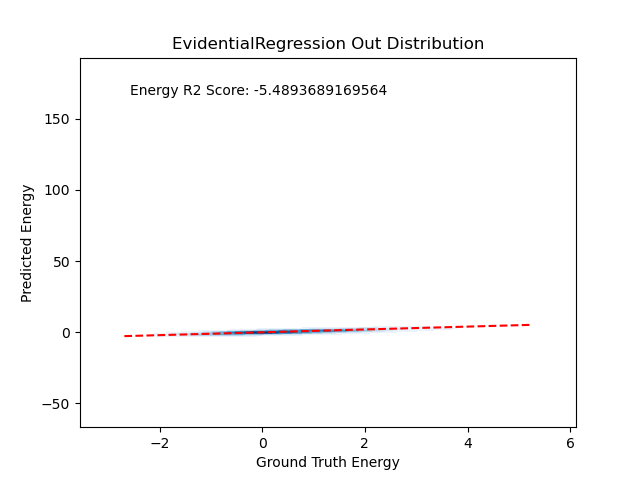 EvidentialRegression Out Distribution
Energy R2 Score: -5.4893689169564
150
100
50
0
−50
Predicted Energy
−2
0
2
4
6
Ground Truth Energy